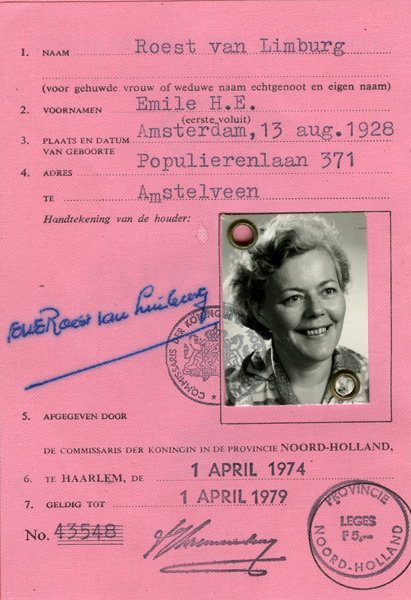 1. NAAM Roest van Limburg
(voor gehuwde vrouw of weduwe naam echtgenoot en eigen naam)
2. VOORNAMEN Emile H.E.
(eerste voluit)
3. PLAATS EN DATUM VAN GEBOORTE Amsterdam, 13 aug. 1928
4. ADRES Populierenlaan 371
TE Amstelveen
Handtekening van de houder:
Roest van Limburg
COMMISSARIS DER KONINGIN
5. AFGEGEVEN DOOR
DE COMMISSARIS DER KONINGIN IN DE PROVINCIE NOORD-HOLLAND,
6. TE HAARLEM, DE 1 APRIL 1974
7. GELDIG TOT 1 APRIL 1979
No. 43548
PROVINCIE
LEGES
F 5,—
NOORD-HOLLAND